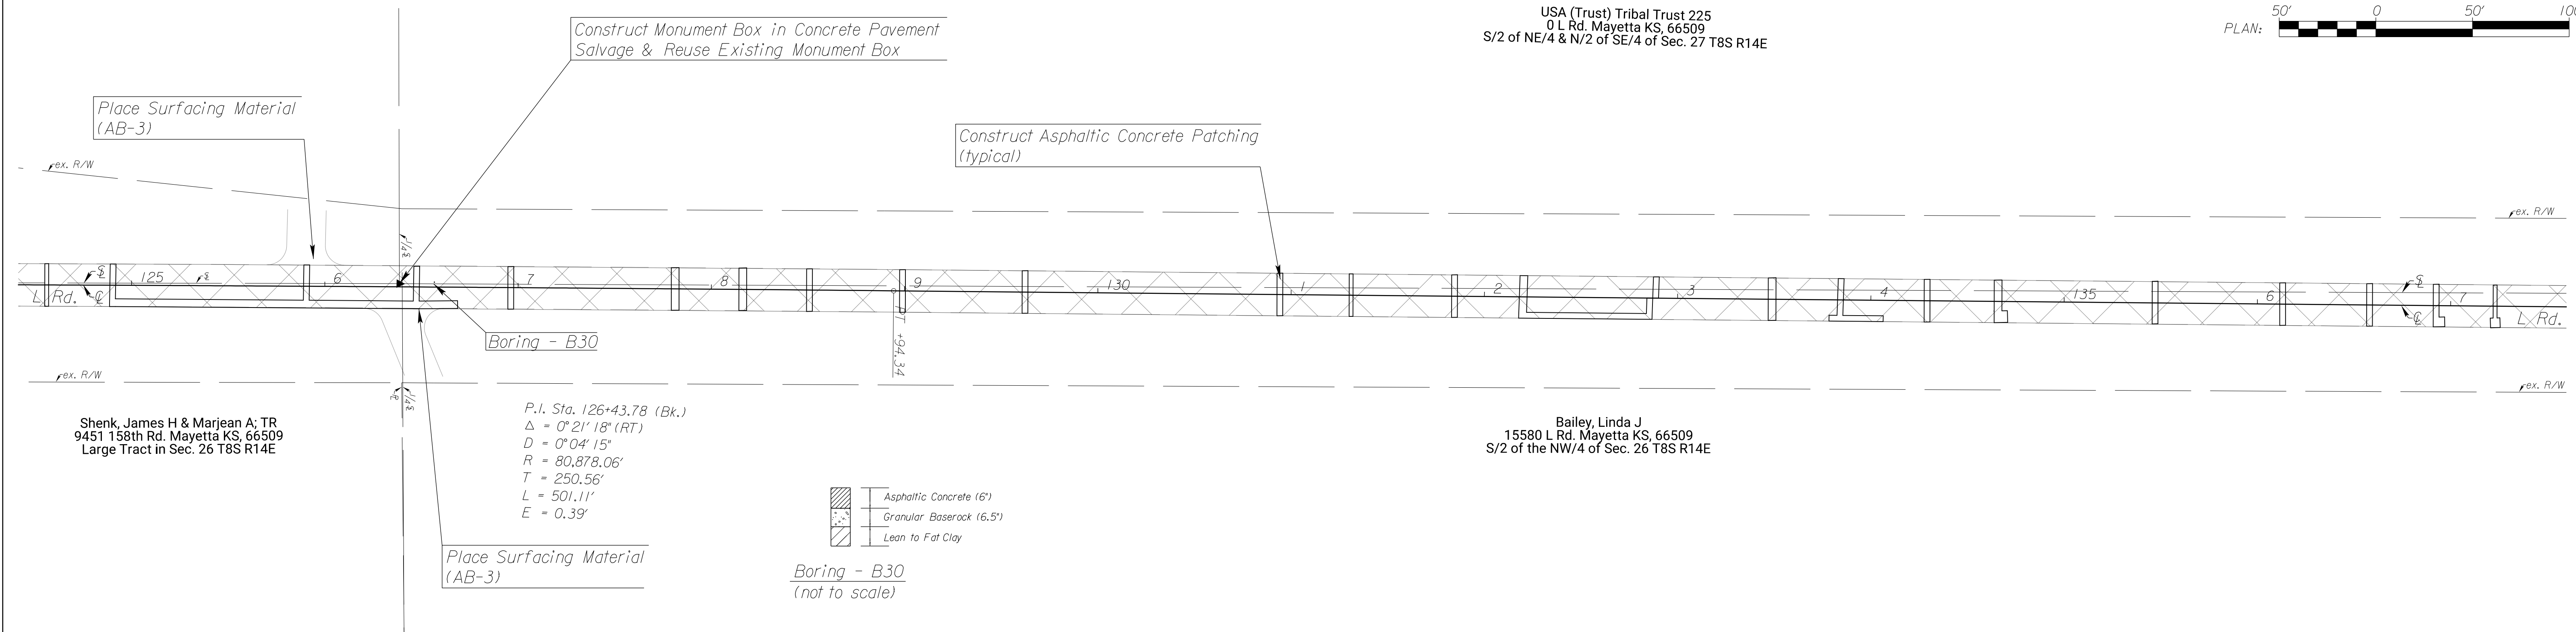 USA (Trust) Tribal Trust 225
0 L Rd. Mayetta KS, 66509
S/2 of NE/4 & N/2 of SE/4 of Sec. 27 T8S R14E
PLAN:
50' 0 50' 100
Construct Monument Box in Concrete Pavement
Salvage & Reuse Existing Monument Box
Place Surfacing Material
(AB-3)
Construct Asphaltic Concrete Patching
(typical)
ex. R/W
ex. R/W
1/4 ℄
125 6 7 8 9 130 1 2 3 4 135 6 7
L Rd.
L Rd.
Boring - B30
PT +94.34
ex. R/W
ex. R/W
1/4 ℄
Shenk, James H & Marjean A; TR
9451 158th Rd. Mayetta KS, 66509
Large Tract in Sec. 26 T8S R14E
P.I. Sta. 126+43.78 (Bk.)
Δ = 0°21'18" (RT)
D = 0°04'15"
R = 80,878.06'
T = 250.56'
L = 501.11'
E = 0.39'
Bailey, Linda J
15580 L Rd. Mayetta KS, 66509
S/2 of the NW/4 of Sec. 26 T8S R14E
Asphaltic Concrete (6")
Granular Baserock (6.5")
Lean to Fat Clay
Place Surfacing Material
(AB-3)
Boring - B30
(not to scale)